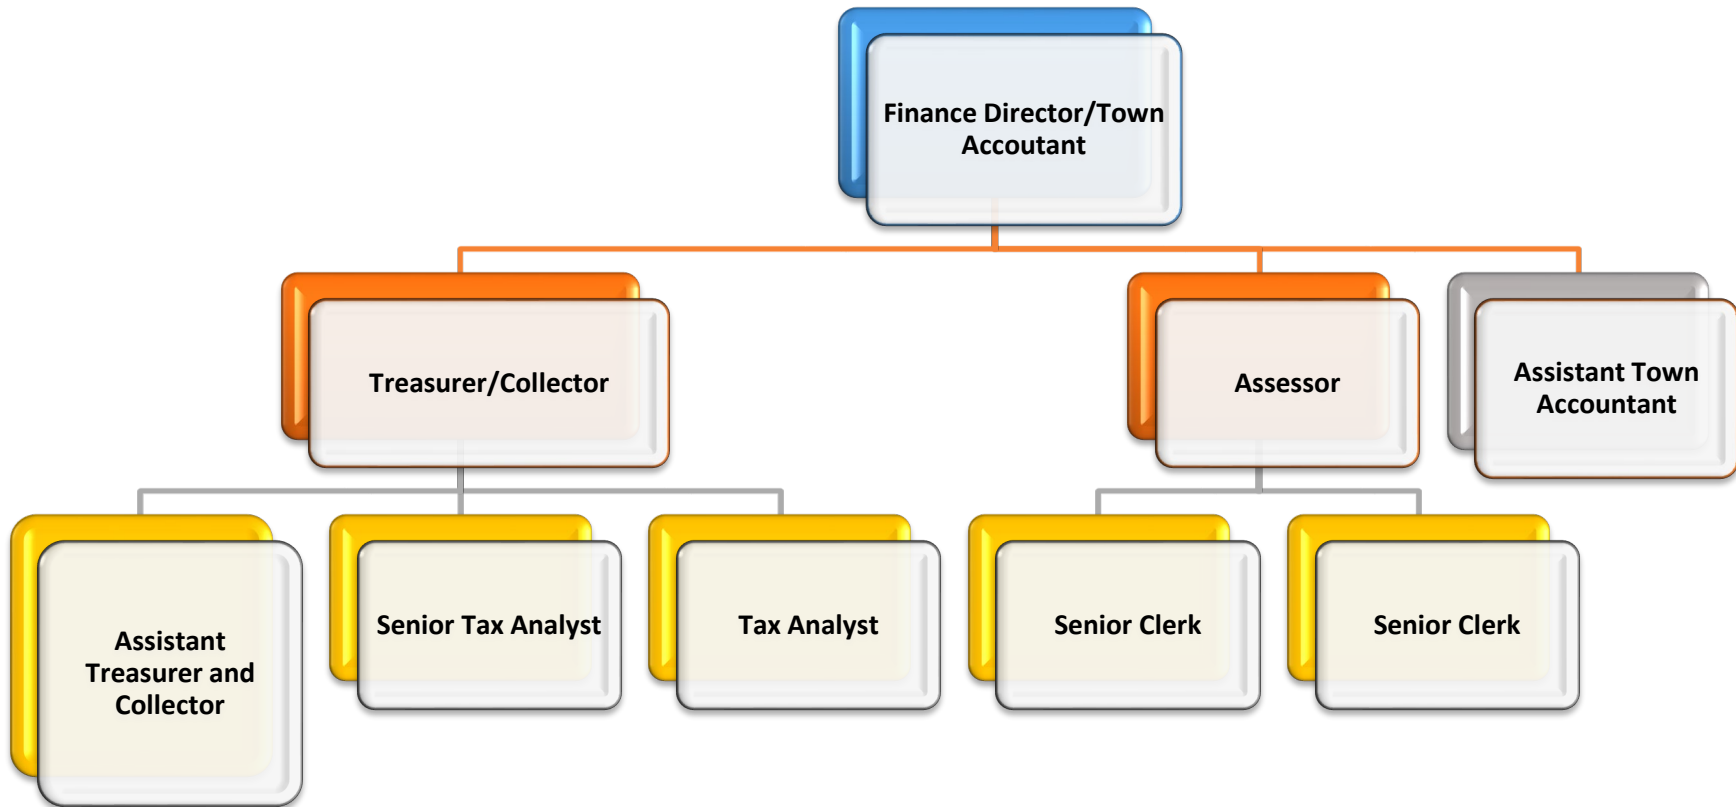 Finance Director/Town
Accoutant
Treasurer/Collector
Assessor
Assistant Town
Accountant
Assistant
Treasurer and
Collector
Senior Tax Analyst
Tax Analyst
Senior Clerk
Senior Clerk